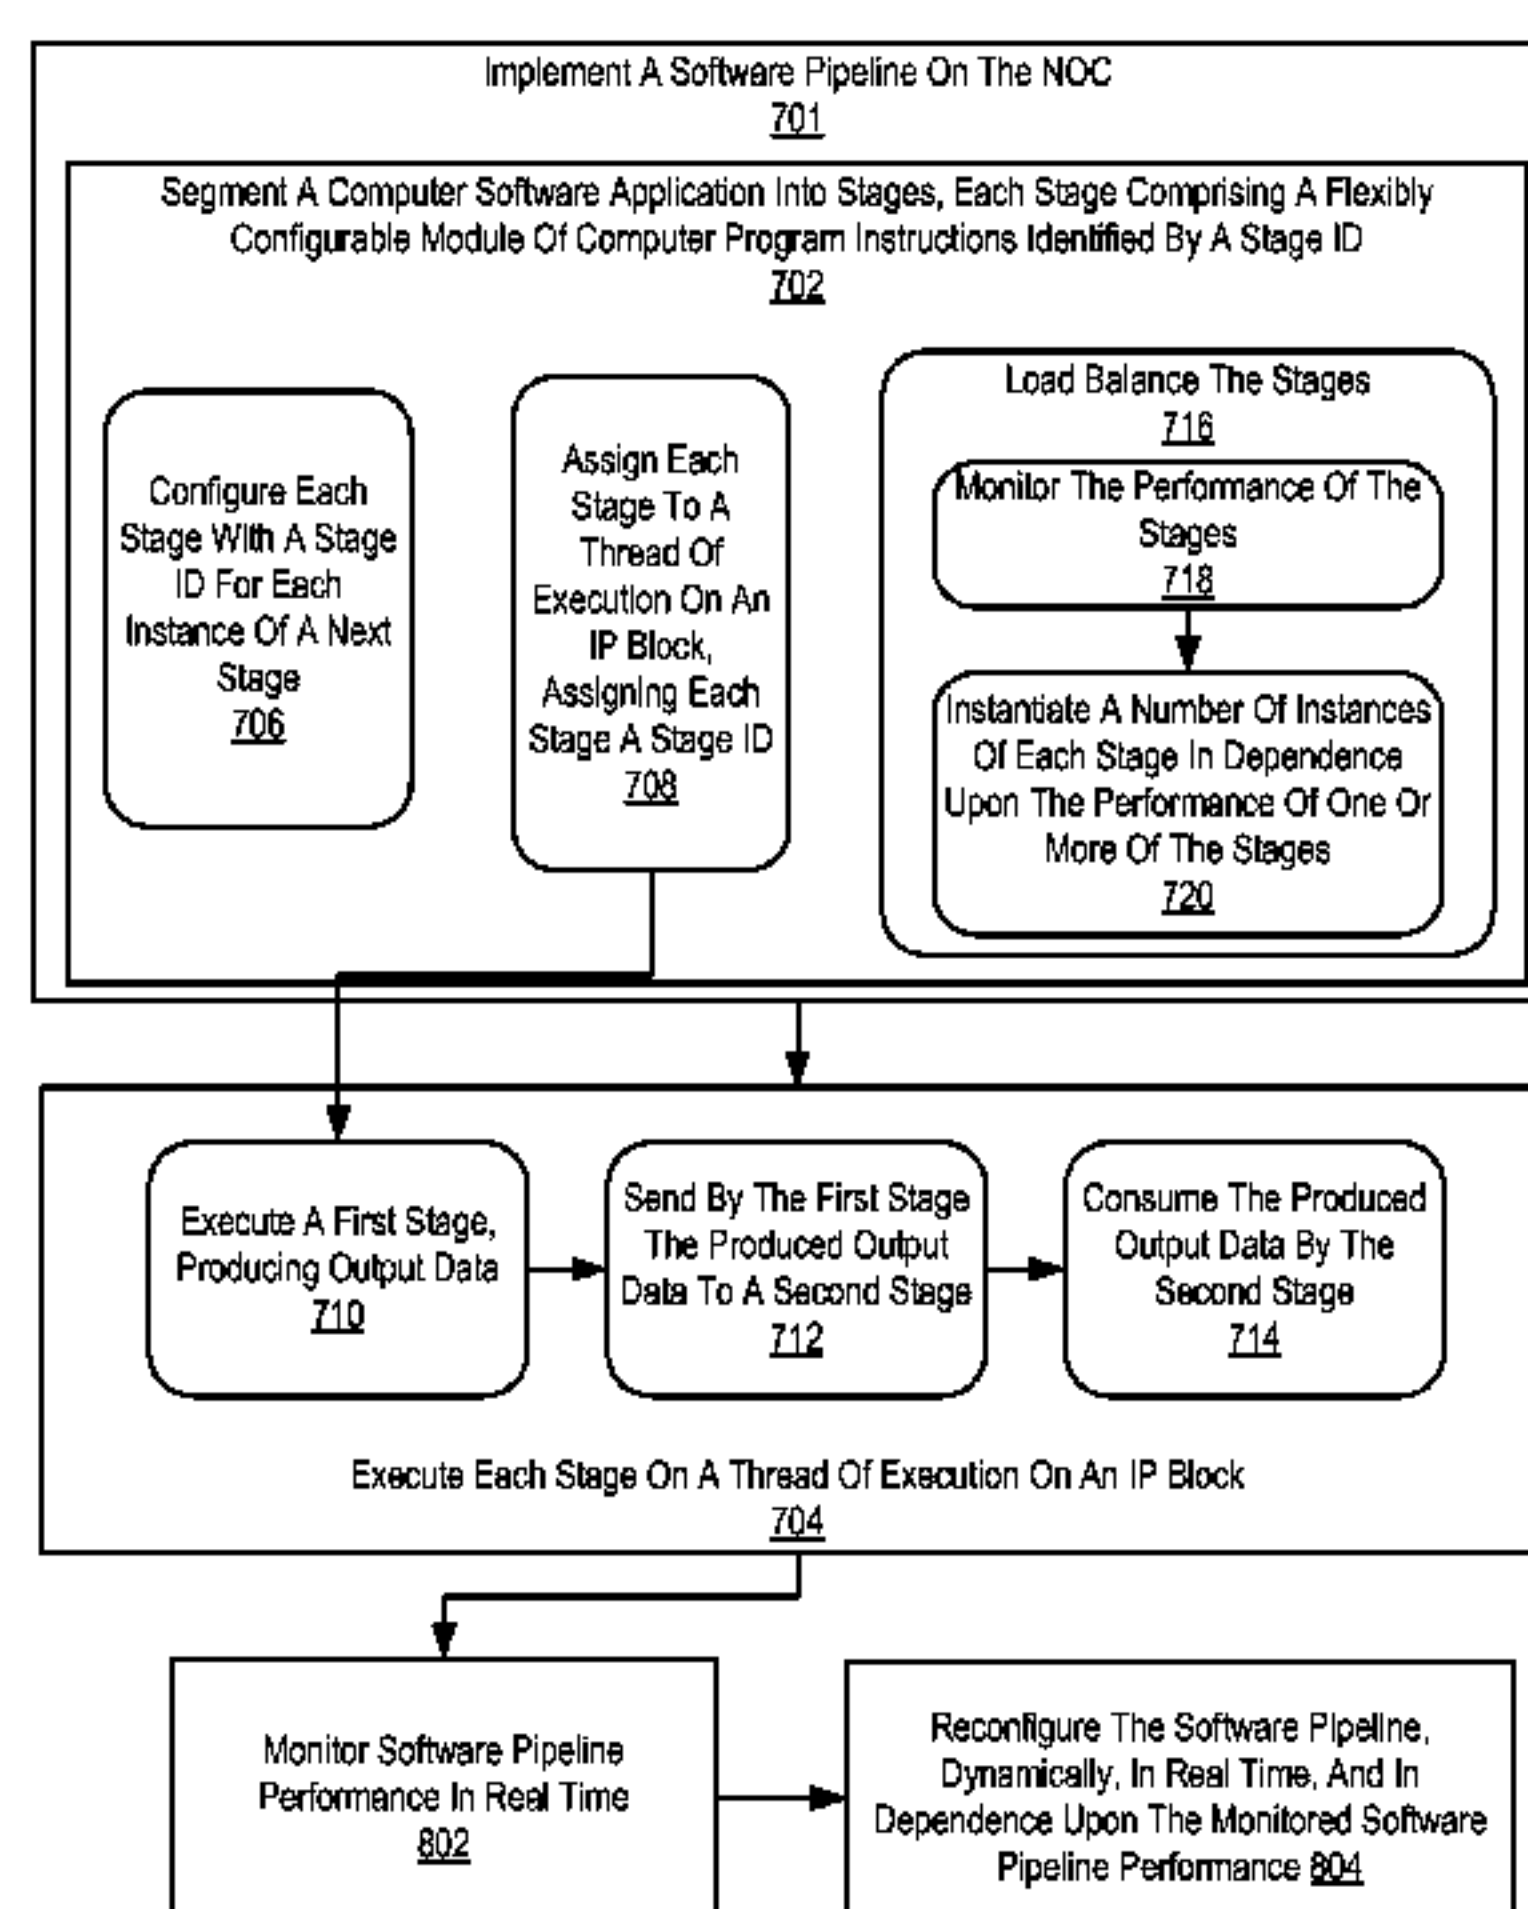 Implement A Software Pipeline On The NOC
701
Segment A Computer Software Application Into Stages, Each Stage Comprising A Flexibly
Configurable Module Of Computer Program Instructions Identified By A Stage ID
702
Configure Each
Stage With A Stage
ID For Each
Instance Of A Next
Stage
706
Assign Each
Stage To A
Thread Of
Execution On An
IP Block,
Assigning Each
Stage A Stage ID
708
Load Balance The Stages
716
Monitor The Performance Of The
Stages
718
Instantiate A Number Of Instances
Of Each Stage In Dependence
Upon The Performance Of One Or
More Of The Stages
720
Execute A First Stage,
Producing Output Data
710
Send By The First Stage
The Produced Output
Data To A Second Stage
712
Consume The Produced
Output Data By The
Second Stage
714
Execute Each Stage On A Thread Of Execution On An IP Block
704
Monitor Software Pipeline
Performance In Real Time
802
Reconfigure The Software Pipeline,
Dynamically, In Real Time, And In
Dependence Upon The Monitored Software
Pipeline Performance 804